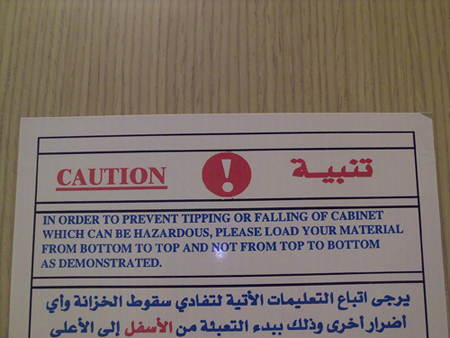 CAUTION ! تنبية
IN ORDER TO PREVENT TIPPING OR FALLING OF CABINET
WHICH CAN BE HAZARDOUS, PLEASE LOAD YOUR MATERIAL
FROM BOTTOM TO TOP AND NOT FROM TOP TO BOTTOM
AS DEMONSTRATED.
يرجى اتباع التعليمات الأتية لتفادي سقوط الخزانة وأي
أضرار أخرى وذلك ببدء التعبئة من الأسفل إلى الأعلى